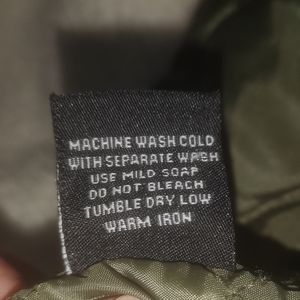 MACHINE WASH COLD
WITH SEPARATE WASH
USE MILD SOAP
DO NOT BLEACH
TUMBLE DRY LOW
WARM IRON